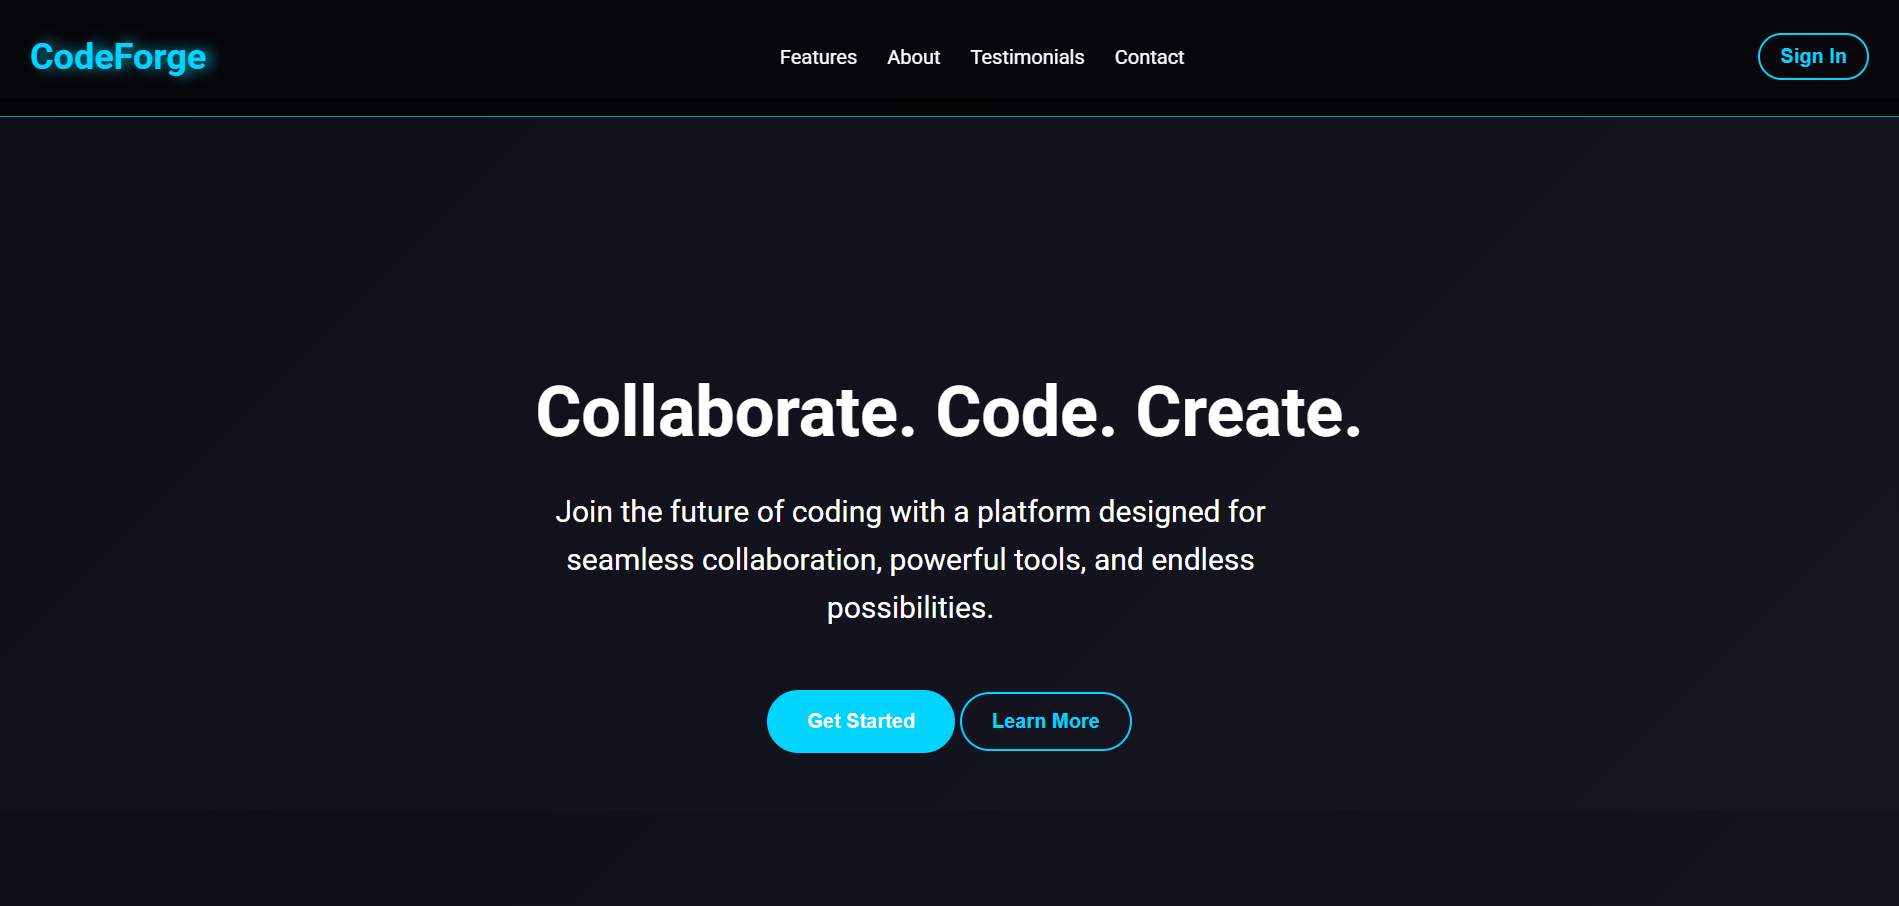 CodeForge
Features About Testimonials Contact
Sign In
Collaborate. Code. Create.
Join the future of coding with a platform designed for
seamless collaboration, powerful tools, and endless
possibilities.
Get Started
Learn More